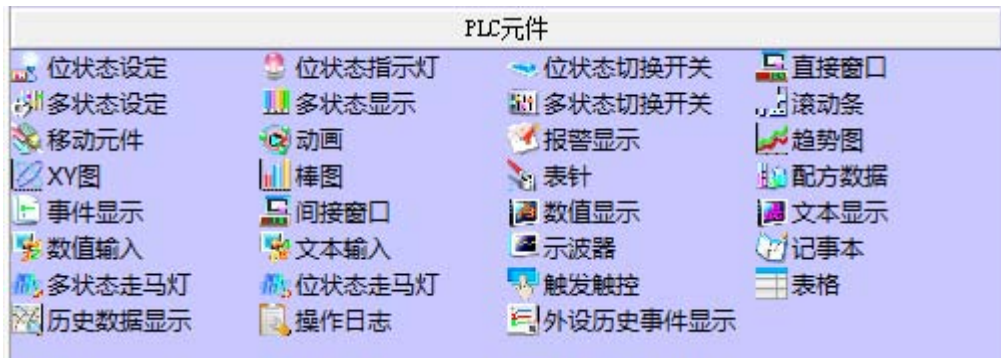 PLC元件
位状态设定 位状态指示灯 位状态切换开关 直接窗口
多状态设定 多状态显示 多状态切换开关 滚动条
移动元件 动画 报警显示 趋势图
XY图 棒图 表针 配方数据
事件显示 间接窗口 数值显示 文本显示
数值输入 文本输入 示波器 记事本
多状态走马灯 位状态走马灯 触发触控 表格
历史数据显示 操作日志 外设历史事件显示